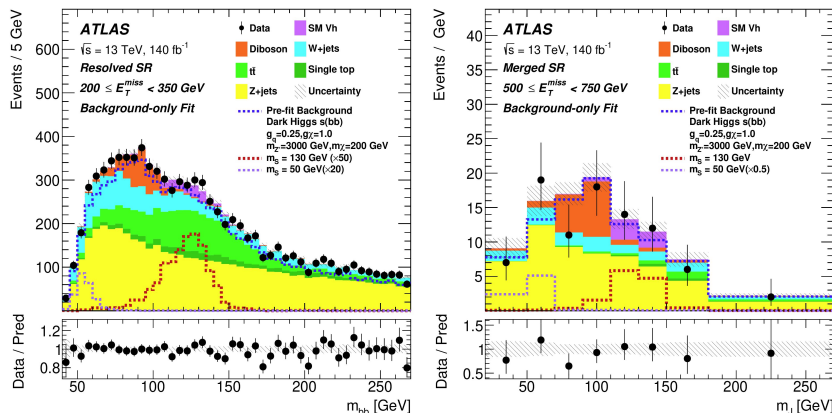 Events / 5 GeV
600
500
400
300
200
100
ATLAS
√s = 13 TeV, 140 fb⁻¹
Resolved SR
200 ≤ E_T^miss < 350 GeV
Background-only Fit
Data
SM Vh
Diboson
W+jets
tt̄
Single top
Z+jets
Uncertainty
Pre-fit Background
Dark Higgs s(bb)
g_q=0.25,gχ=1.0
m_Z'=3000 GeV,mχ=200 GeV
m_S = 130 GeV (×50)
m_S = 50 GeV(×20)
Data / Pred
1.2
1
0.8
50 100 150 200 250
m_bb [GeV]
Events / GeV
40
35
30
25
20
15
10
5
ATLAS
√s = 13 TeV, 140 fb⁻¹
Merged SR
500 ≤ E_T^miss < 750 GeV
Background-only Fit
Data
SM Vh
Diboson
W+jets
tt̄
Single top
Z+jets
Uncertainty
Pre-fit Background
Dark Higgs s(bb)
g_q=0.25,gχ=1.0
m_Z'=3000 GeV,mχ=200 GeV
m_S = 130 GeV
m_S = 50 GeV(×0.5)
Data / Pred
1.5
1
0.5
50 100 150 200 250
m_J [GeV]